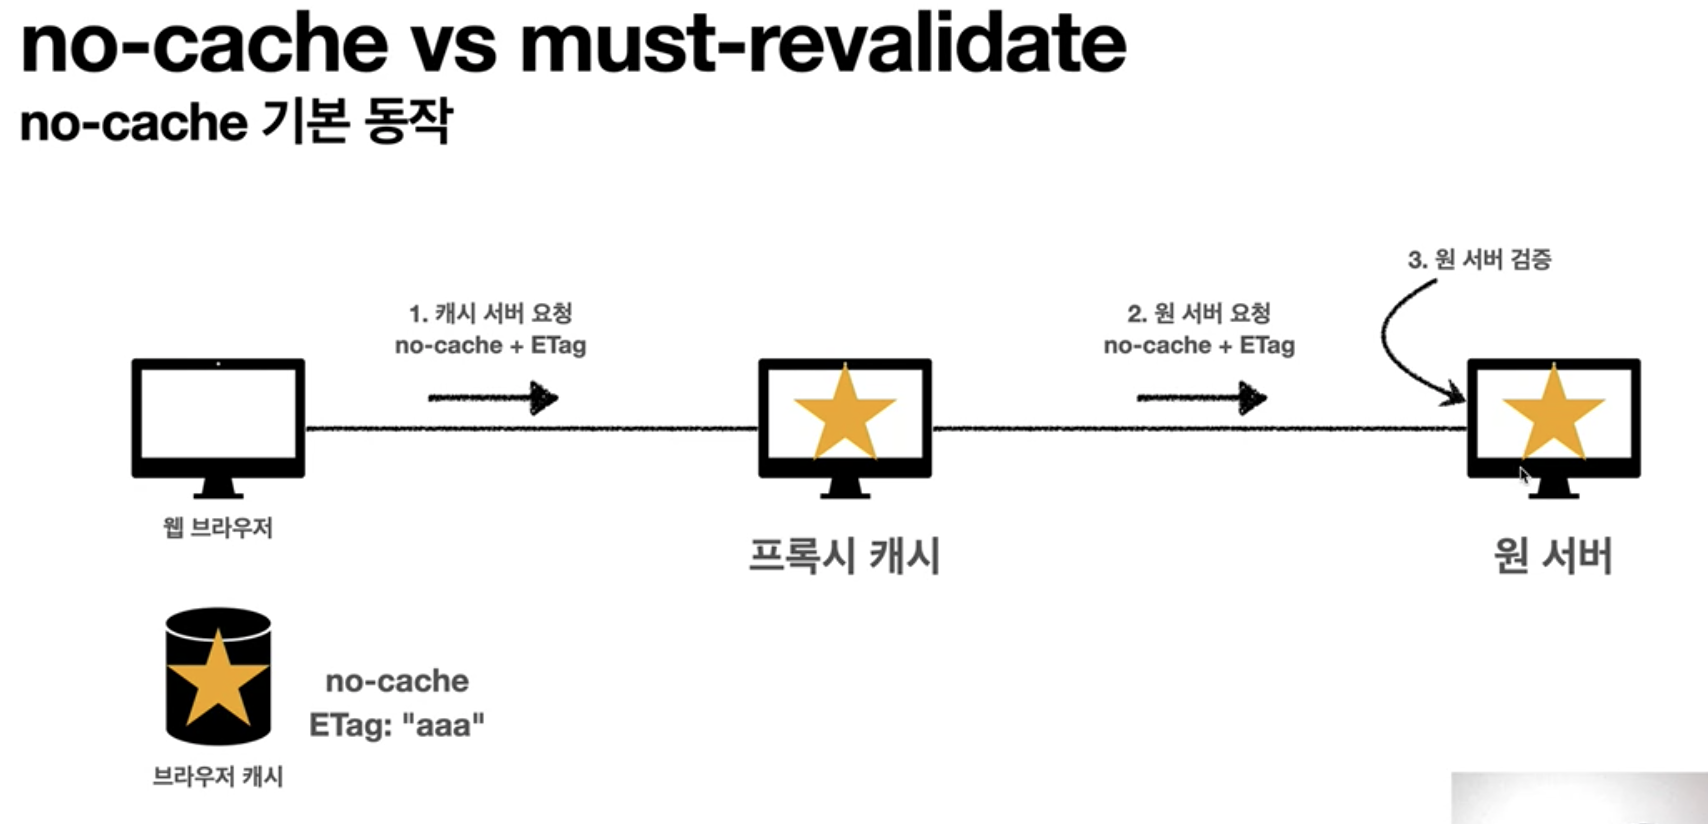 no-cache vs must-revalidate
no-cache 기본 동작
3. 원 서버 검증
1. 캐시 서버 요청
no-cache + ETag
2. 원 서버 요청
no-cache + ETag
웹 브라우저
프록시 캐시
원 서버
no-cache
ETag: "aaa"
브라우저 캐시